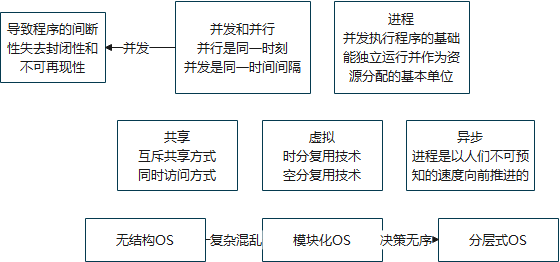 导致程序的间断
性失去封闭性和
不可再现性
并发
并发和并行
并行是同一时刻
并发是同一时间间隔
进程
并发执行程序的基础
能独立运行并作为资
源分配的基本单位
共享
互斥共享方式
同时访问方式
虚拟
时分复用技术
空分复用技术
异步
进程是以人们不可预
知的速度向前推进的
无结构OS
复杂混乱
模块化OS
决策无序
分层式OS